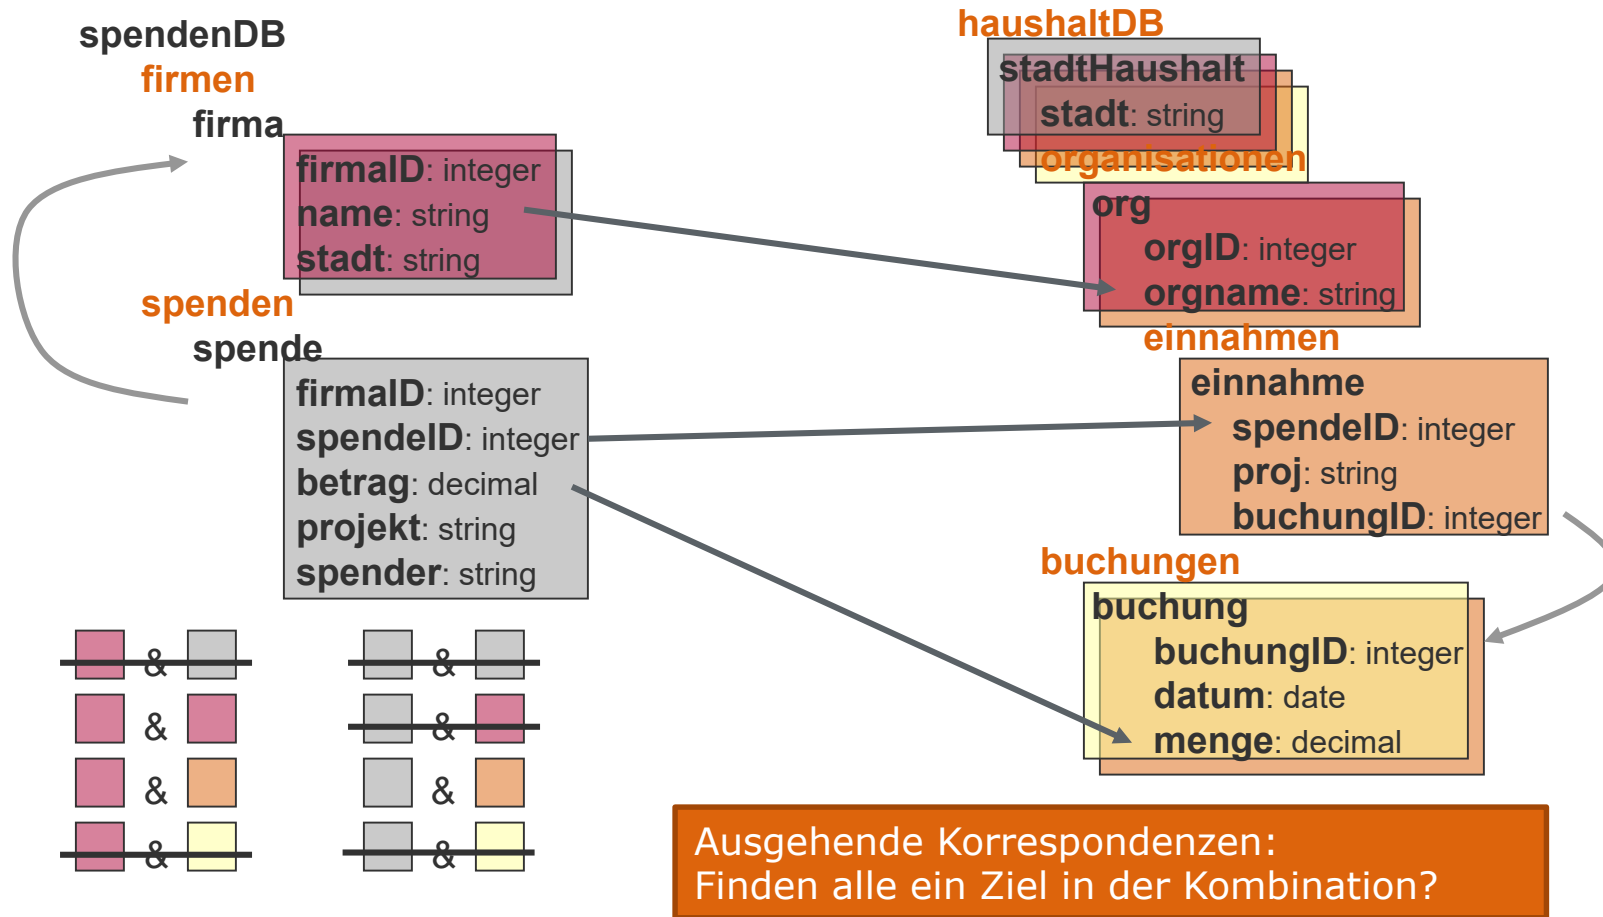 spendenDB
firmen
firma
firmaID: integer
name: string
stadt: string
spenden
spende
firmaID: integer
spendeID: integer
betrag: decimal
projekt: string
spender: string
haushaltDB
stadtHaushalt
stadt: string
organisationen
org
orgID: integer
orgname: string
einnahmen
einnahme
spendeID: integer
proj: string
buchungID: integer
buchungen
buchung
buchungID: integer
datum: date
menge: decimal
& &
& &
& &
& &
Ausgehende Korrespondenzen:
Finden alle ein Ziel in der Kombination?